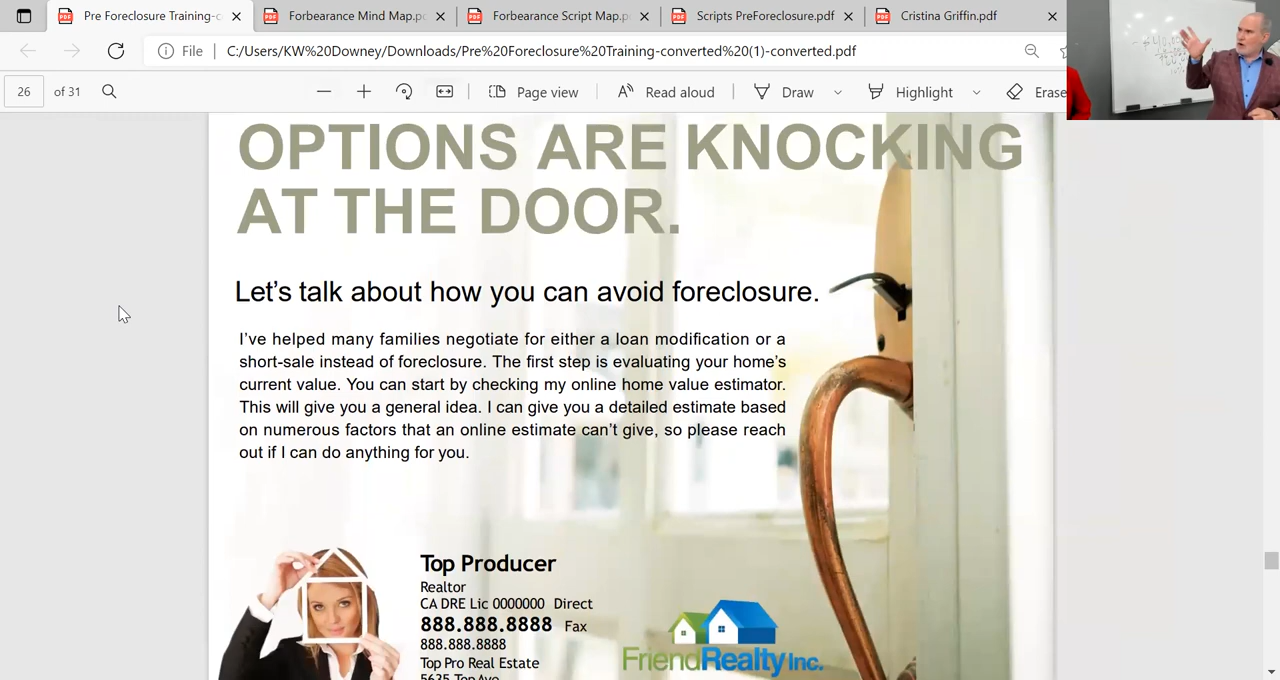 Pre Foreclosure Training-c
Forbearance Mind Map.pd
Forbearance Script Map.p
Scripts PreForeclosure.pdf
Cristina Griffin.pdf
File
C:/Users/KW%20Downey/Downloads/Pre%20Foreclosure%20Training-converted%20(1)-converted.pdf
26 of 31
Page view
Read aloud
Draw
Highlight
Erase
OPTIONS ARE KNOCKING
AT THE DOOR.
Let's talk about how you can avoid foreclosure.
I've helped many families negotiate for either a loan modification or a
short-sale instead of foreclosure. The first step is evaluating your home's
current value. You can start by checking my online home value estimator.
This will give you a general idea. I can give you a detailed estimate based
on numerous factors that an online estimate can't give, so please reach
out if I can do anything for you.
Top Producer
Realtor
CA DRE Lic 0000000 Direct
888.888.8888 Fax
888.888.8888
Top Pro Real Estate
5635 Top Ave
FriendRealty Inc.